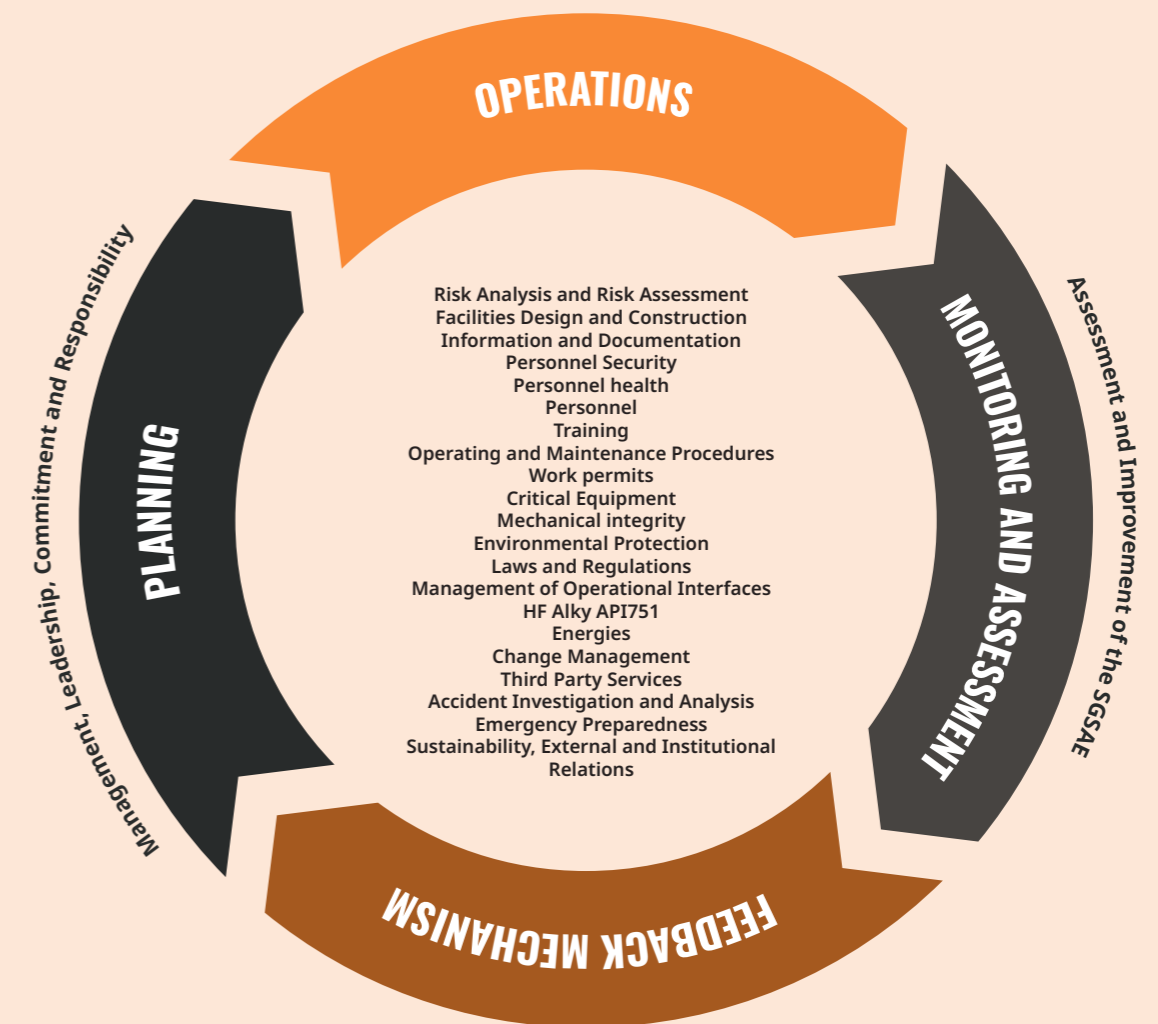 OPERATIONS
MONITORING AND ASSESSMENT
Assessment and Improvement of the SGSAE
FEEDBACK MECHANISM
PLANNING
Management, Leadership, Commitment and Responsibility
Risk Analysis and Risk Assessment
Facilities Design and Construction
Information and Documentation
Personnel Security
Personnel health
Personnel
Training
Operating and Maintenance Procedures
Work permits
Critical Equipment
Mechanical integrity
Environmental Protection
Laws and Regulations
Management of Operational Interfaces
HF Alky API751
Energies
Change Management
Third Party Services
Accident Investigation and Analysis
Emergency Preparedness
Sustainability, External and Institutional
Relations